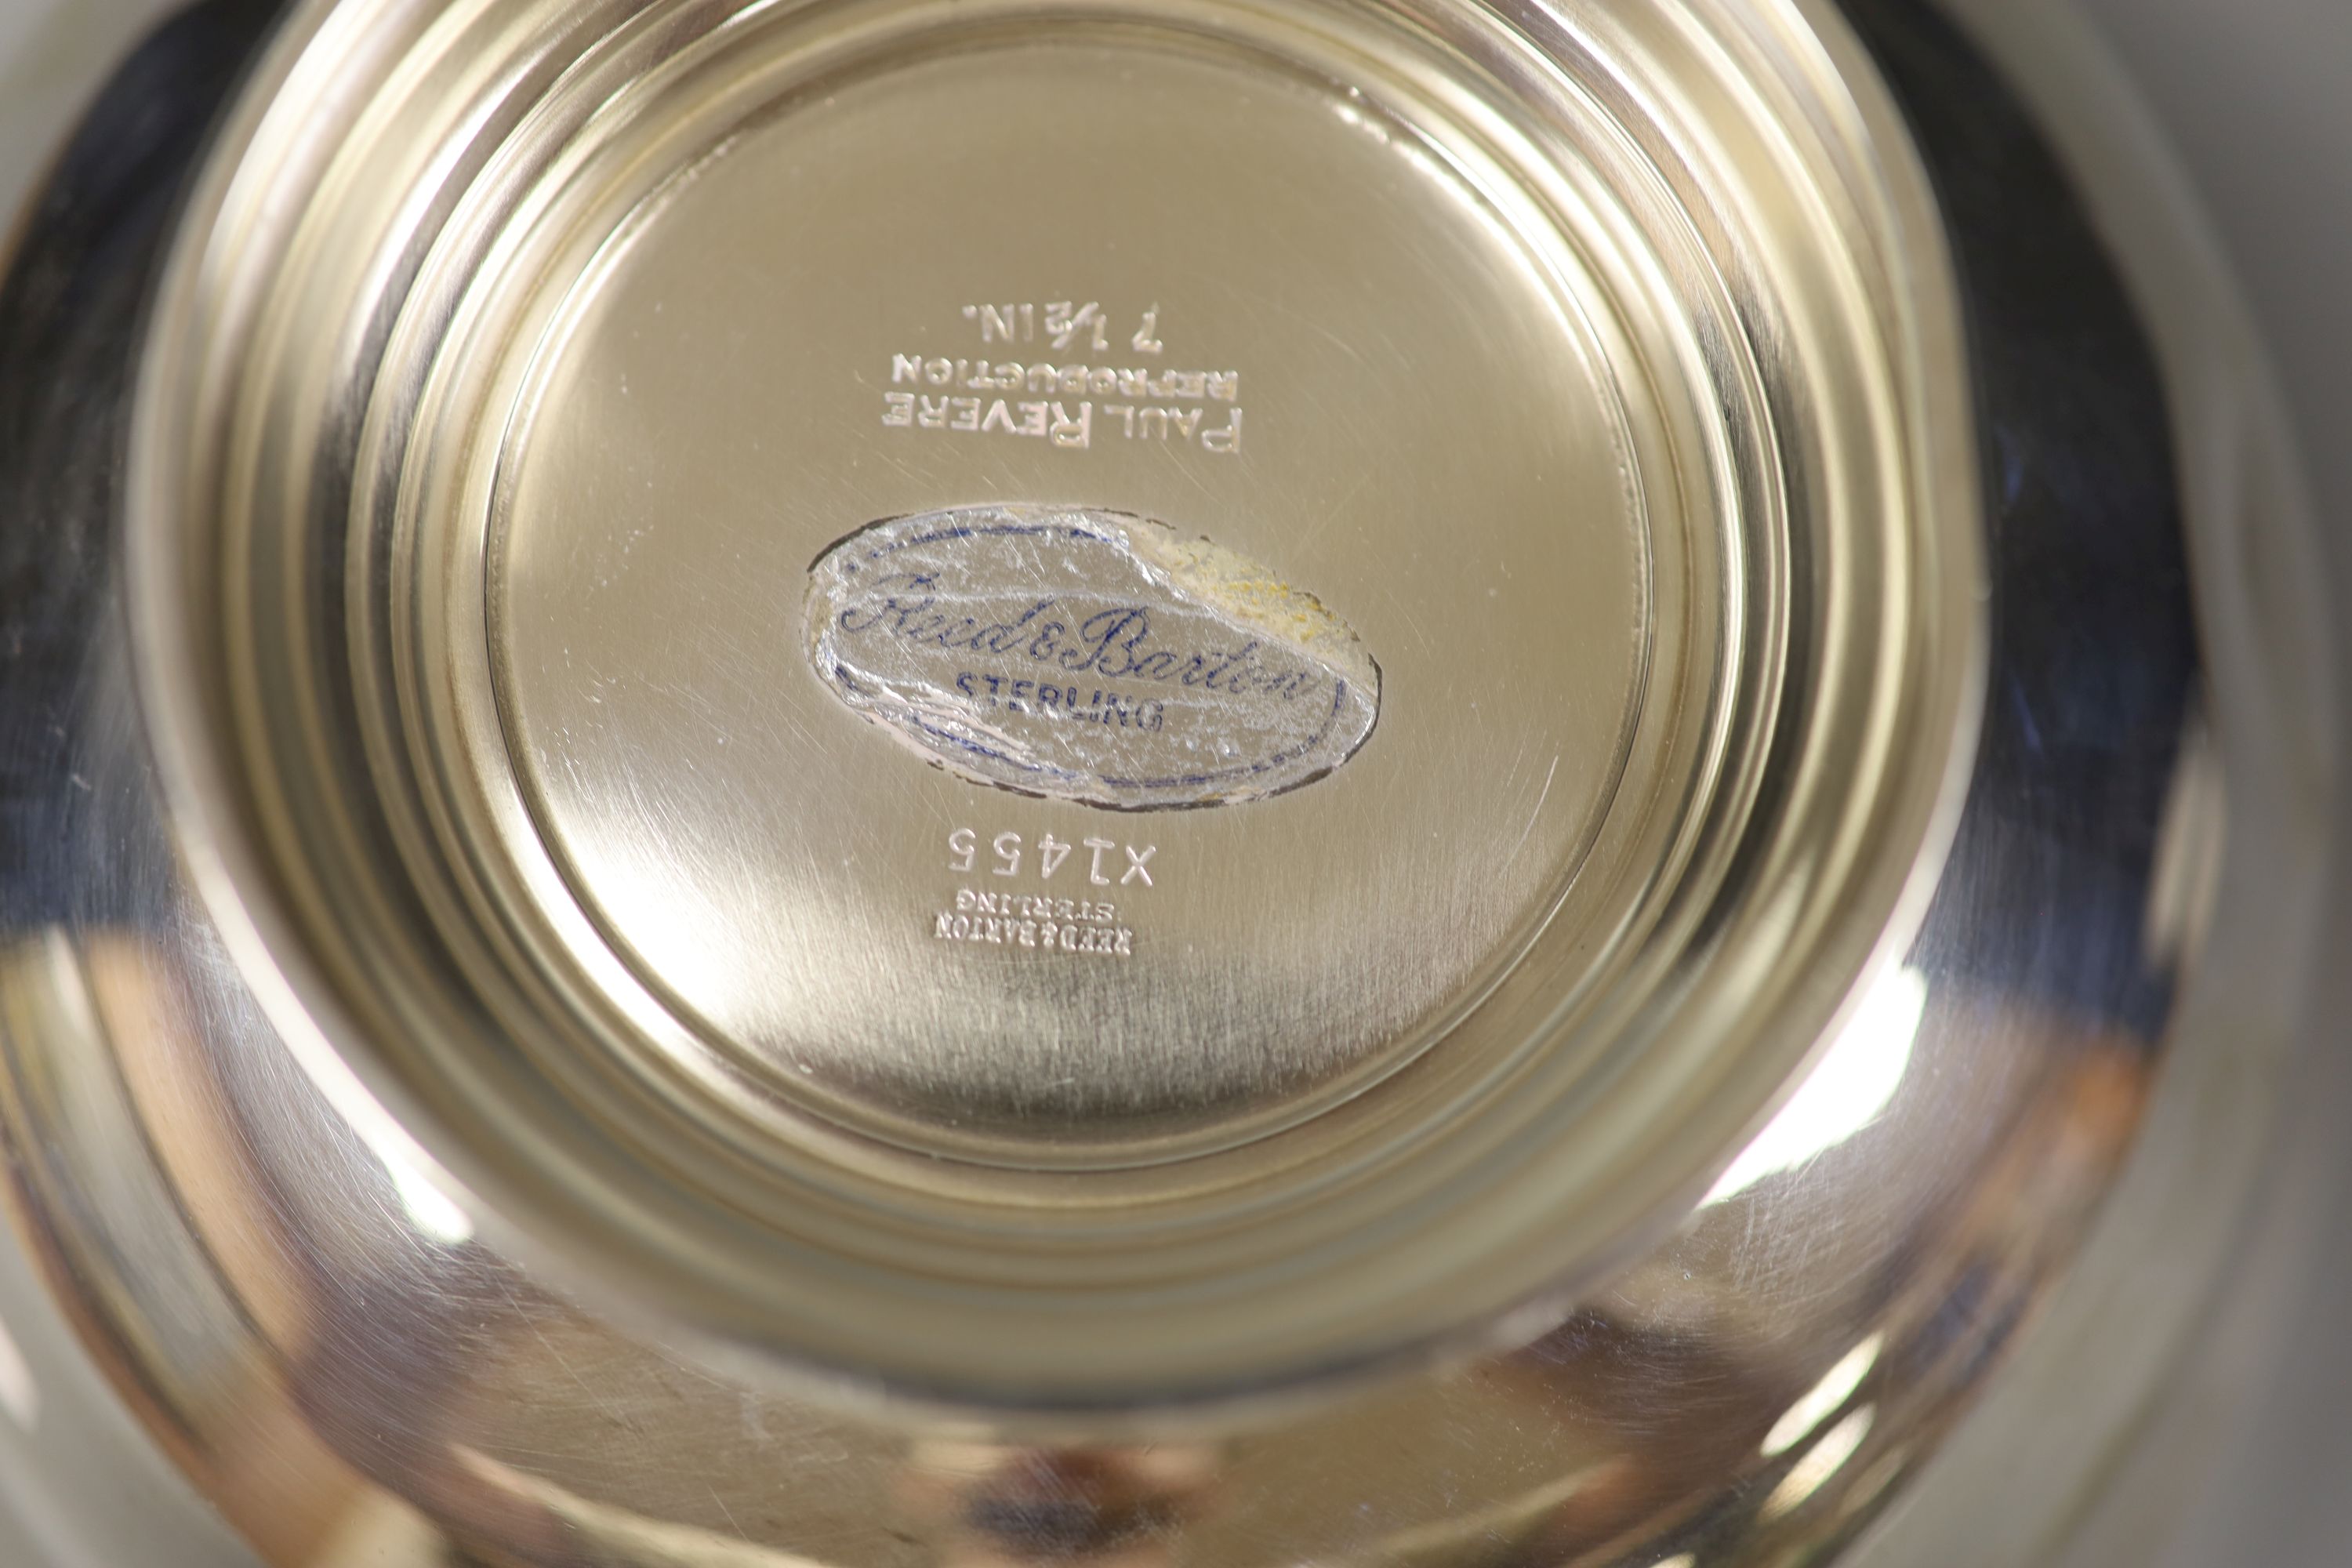 REED & BARTON
STERLING
X1455
Reed & Barton
STERLING
PAUL REVERE
REPRODUCTION
7 1/2 IN.